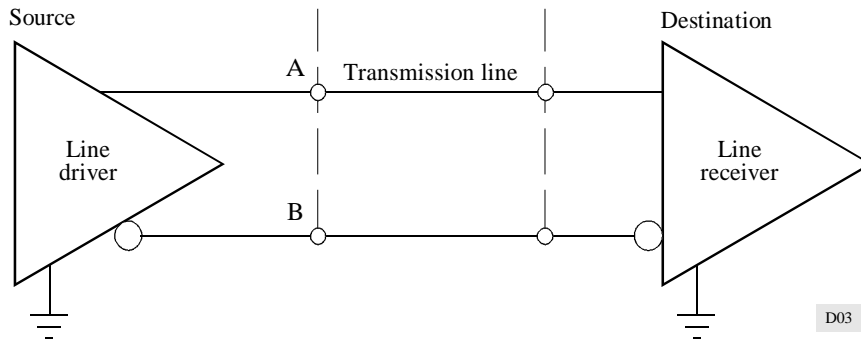 Source
Destination
A
Transmission line
Line
driver
Line
receiver
B
D03